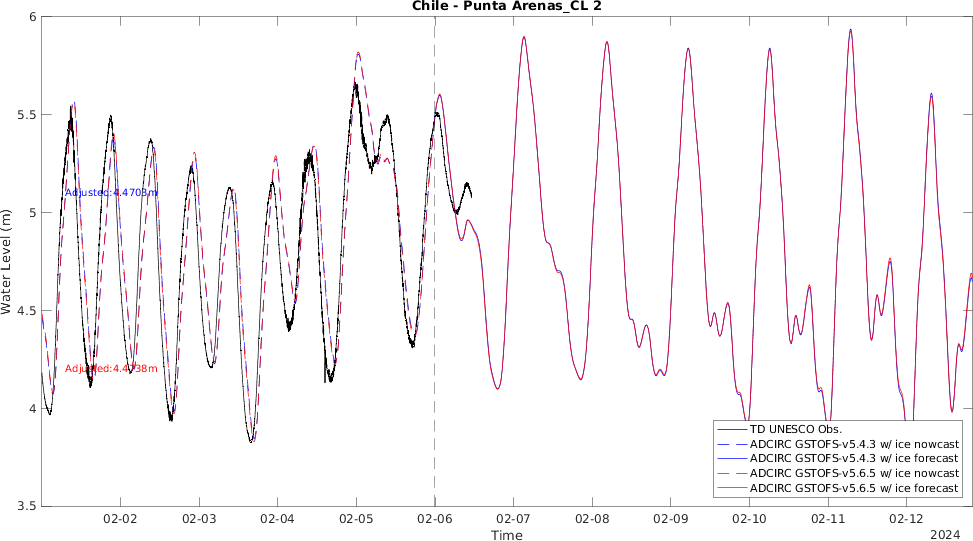 Chile - Punta Arenas_CL 2
6
5.5
5
4.5
4
3.5
Water Level (m)
Adjusted:4.4703m
Adjusted:4.4738m
TD UNESCO Obs.
ADCIRC GSTOFS-v5.4.3 w/ ice nowcast
ADCIRC GSTOFS-v5.4.3 w/ ice forecast
ADCIRC GSTOFS-v5.6.5 w/ ice nowcast
ADCIRC GSTOFS-v5.6.5 w/ ice forecast
02-02 02-03 02-04 02-05 02-06 02-07 02-08 02-09 02-10 02-11 02-12
Time
2024